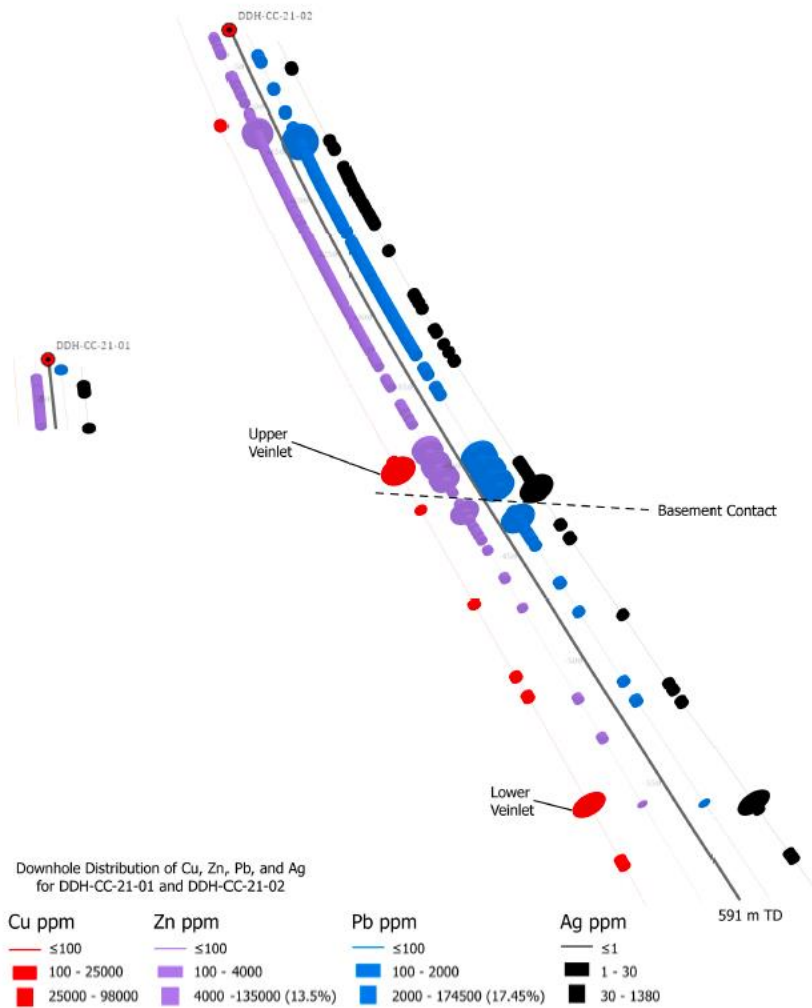 DDH-CC-21-02
DDH-CC-21-01
Upper
Veinlet
Basement Contact
Lower
Veinlet
591 m TD
Downhole Distribution of Cu, Zn, Pb, and Ag
for DDH-CC-21-01 and DDH-CC-21-02
Cu ppm
≤100
100 - 25000
25000 - 98000
Zn ppm
≤100
100 - 4000
4000 -135000 (13.5%)
Pb ppm
≤100
100 - 2000
2000 - 174500 (17.45%)
Ag ppm
≤1
1 - 30
30 - 1380